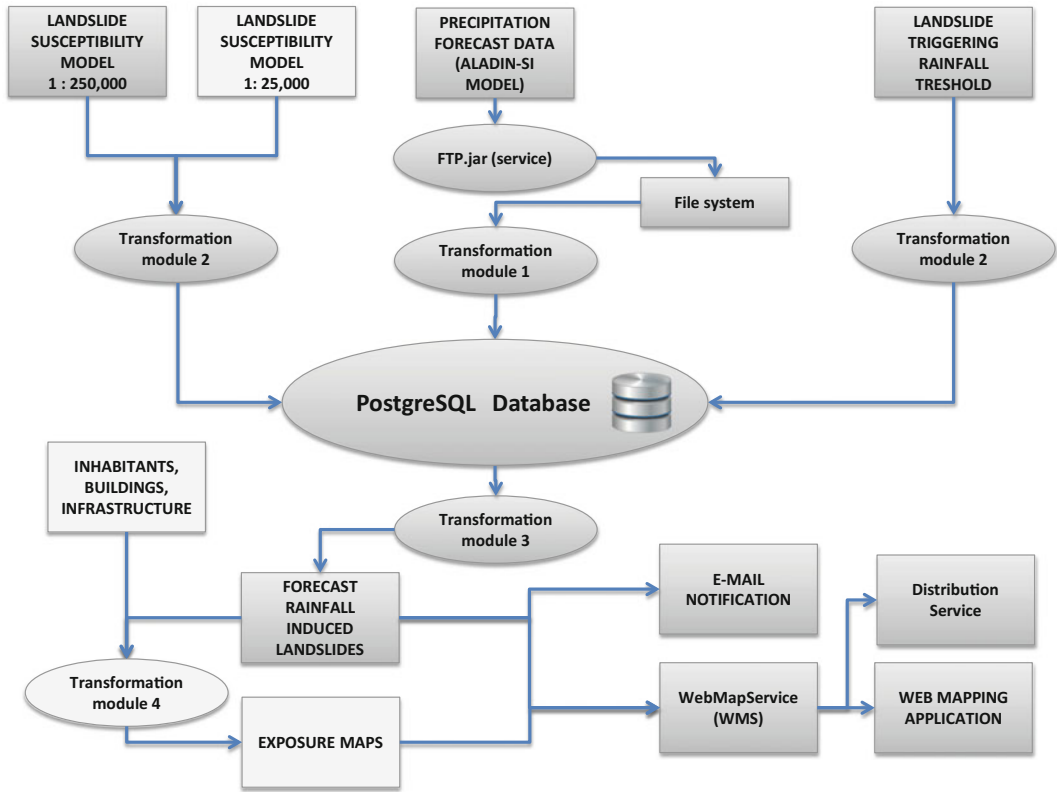 LANDSLIDE
SUSCEPTIBILITY
MODEL
1 : 250,000
LANDSLIDE
SUSCEPTIBILITY
MODEL
1: 25,000
PRECIPITATION
FORECAST DATA
(ALADIN-SI
MODEL)
LANDSLIDE
TRIGGERING
RAINFALL
TRESHOLD
FTP.jar (service)
File system
Transformation
module 2
Transformation
module 1
Transformation
module 2
PostgreSQL Database
INHABITANTS,
BUILDINGS,
INFRASTRUCTURE
Transformation
module 3
FORECAST
RAINFALL
INDUCED
LANDSLIDES
E-MAIL
NOTIFICATION
Distribution
Service
Transformation
module 4
WebMapService
(WMS)
WEB MAPPING
APPLICATION
EXPOSURE MAPS